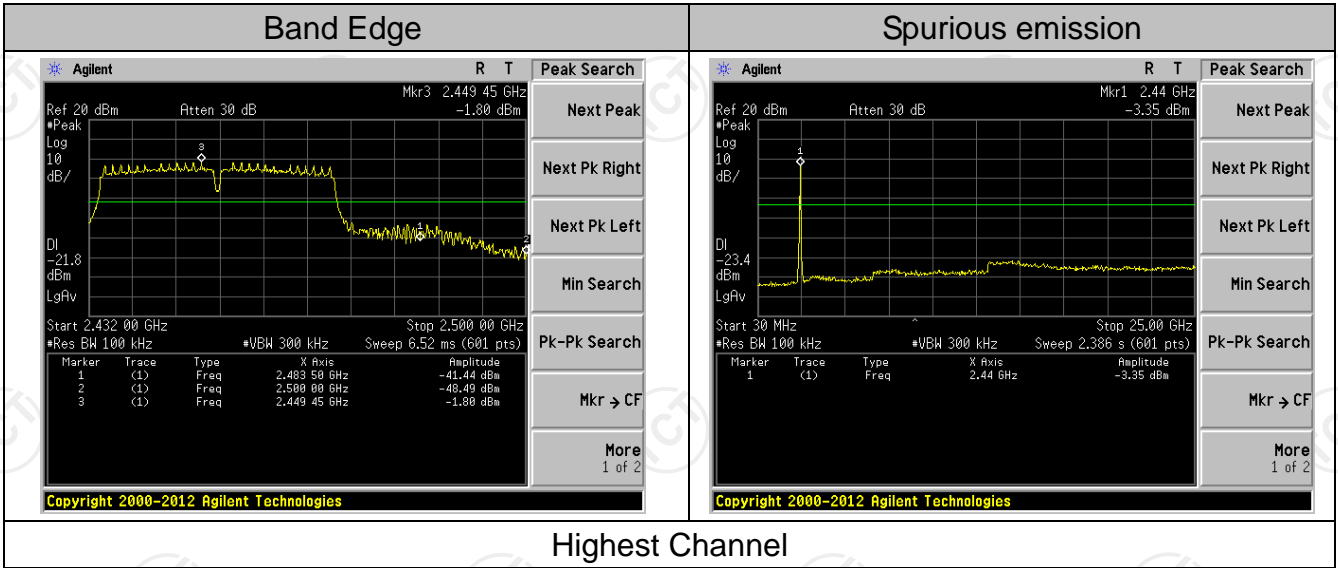 Band Edge
Spurious emission
Agilent R T Peak Search
Mkr3 2.449 45 GHz
Ref 20 dBm Atten 30 dB -1.80 dBm
#Peak
Log
10
dB/
3
1
2
DI
-21.8
dBm
LgAv
Start 2.432 00 GHz Stop 2.500 00 GHz
#Res BW 100 kHz #VBW 300 kHz Sweep 6.52 ms (601 pts)
Marker Trace Type X Axis Amplitude
1 (1) Freq 2.483 50 GHz -41.44 dBm
2 (1) Freq 2.500 00 GHz -48.49 dBm
3 (1) Freq 2.449 45 GHz -1.80 dBm
Next Peak
Next Pk Right
Next Pk Left
Min Search
Pk-Pk Search
Mkr → CF
More
1 of 2
Copyright 2000-2012 Agilent Technologies
Agilent R T Peak Search
Mkr1 2.44 GHz
Ref 20 dBm Atten 30 dB -3.35 dBm
#Peak
Log
10
dB/
1
DI
-23.4
dBm
LgAv
Start 30 MHz Stop 25.00 GHz
#Res BW 100 kHz #VBW 300 kHz Sweep 2.386 s (601 pts)
Marker Trace Type X Axis Amplitude
1 (1) Freq 2.44 GHz -3.35 dBm
Next Peak
Next Pk Right
Next Pk Left
Min Search
Pk-Pk Search
Mkr → CF
More
1 of 2
Copyright 2000-2012 Agilent Technologies
Highest Channel